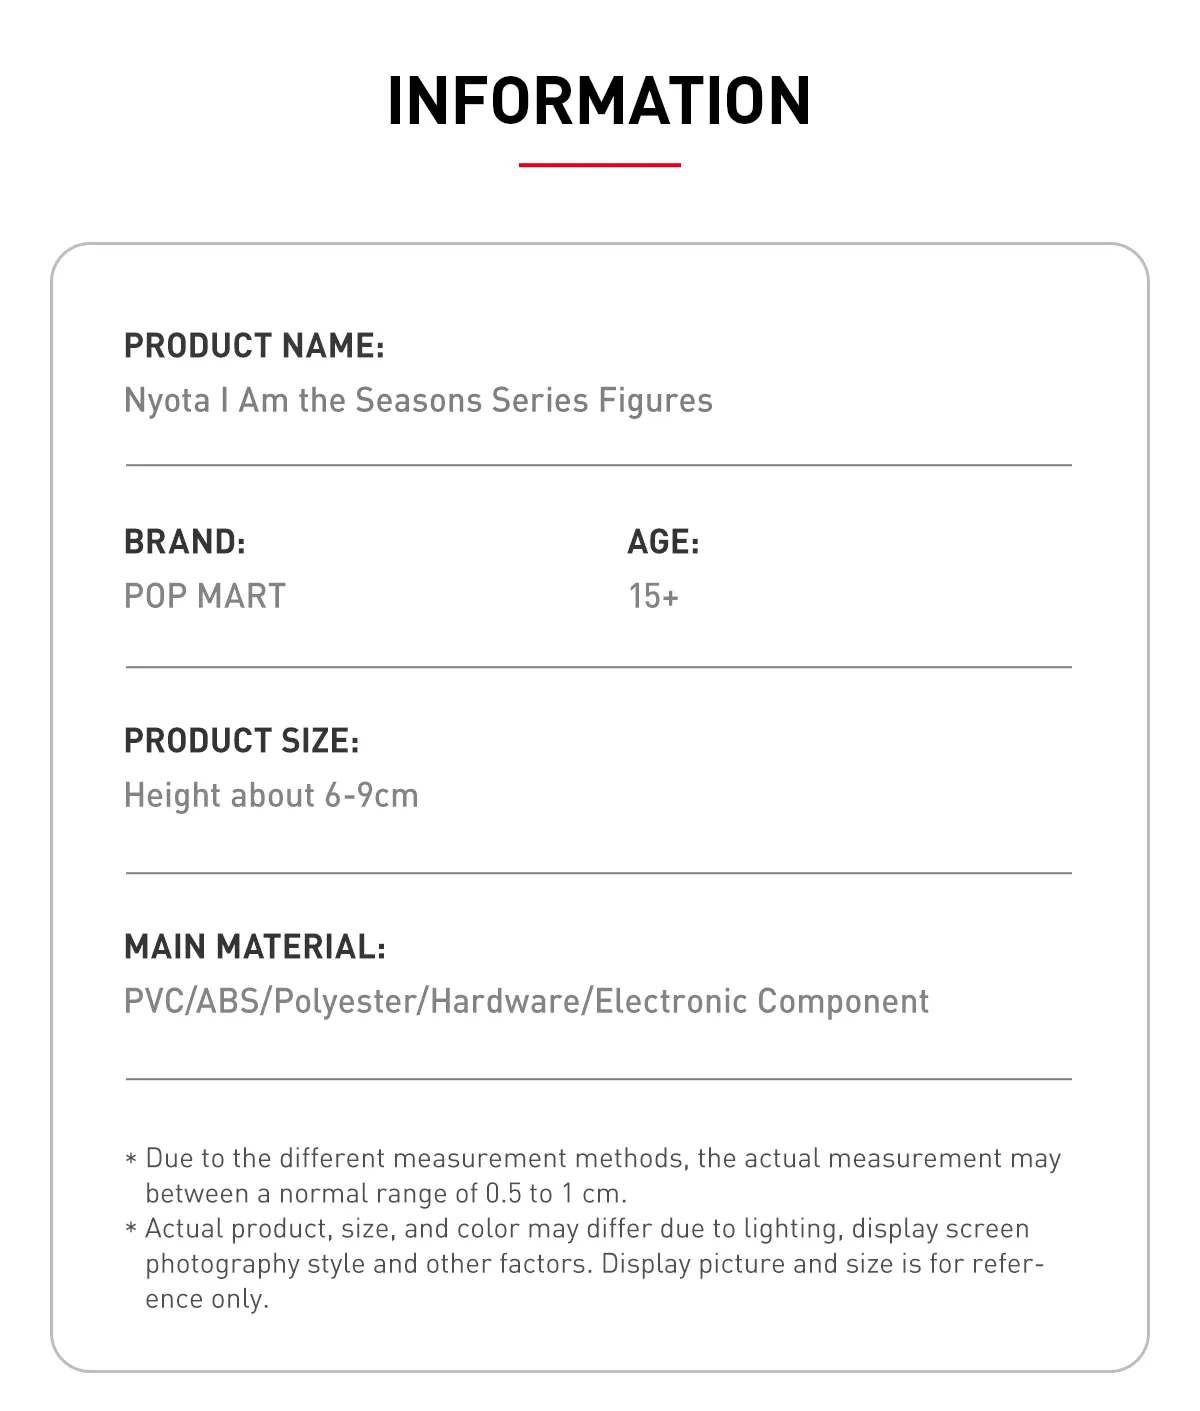 INFORMATION
PRODUCT NAME:
Nyota I Am the Seasons Series Figures
BRAND:
POP MART
AGE:
15+
PRODUCT SIZE:
Height about 6-9cm
MAIN MATERIAL:
PVC/ABS/Polyester/Hardware/Electronic Component
* Due to the different measurement methods, the actual measurement may
between a normal range of 0.5 to 1 cm.
* Actual product, size, and color may differ due to lighting, display screen
photography style and other factors. Display picture and size is for refer-
ence only.